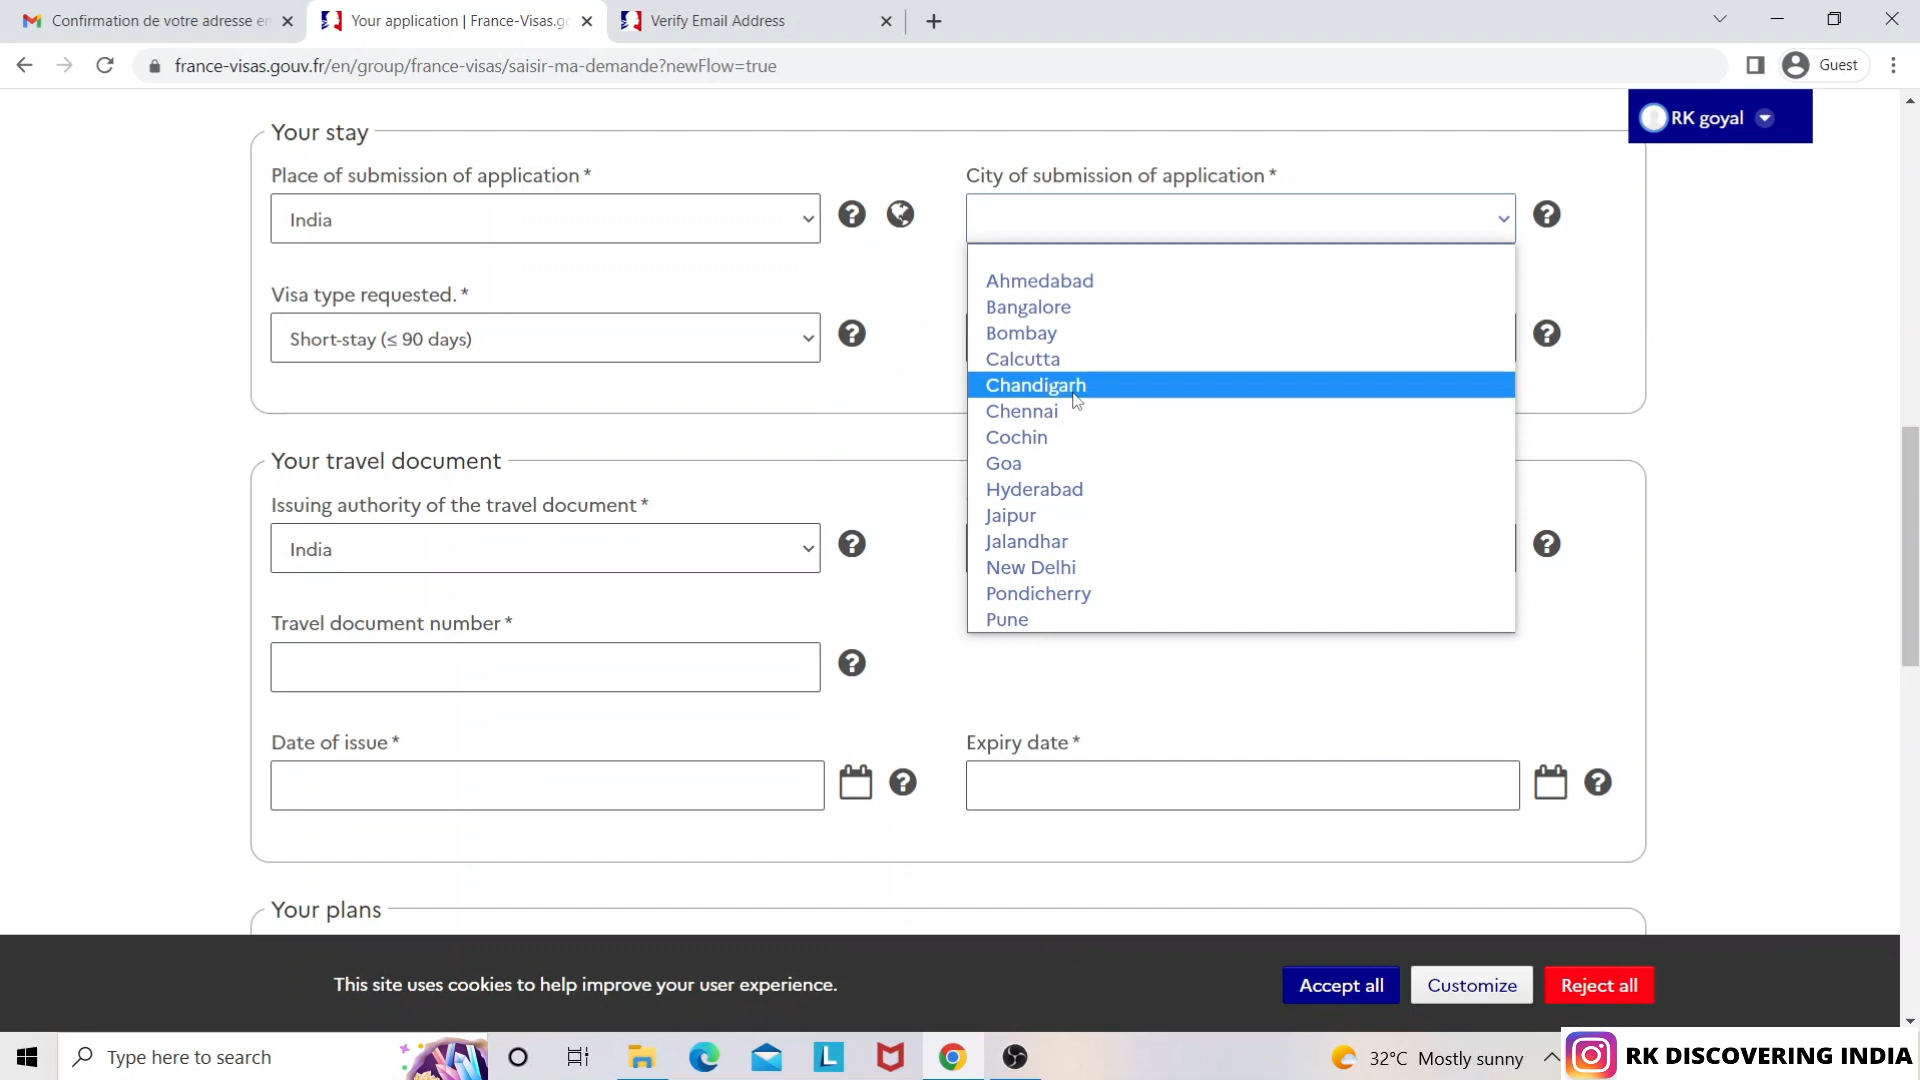 Confirmation de votre adresse en
Your application | France-Visas.go
Verify Email Address
france-visas.gouv.fr/en/group/france-visas/saisir-ma-demande?newFlow=true
Guest
RK goyal
Your stay
Place of submission of application *
City of submission of application *
India
Ahmedabad
Bangalore
Bombay
Calcutta
Chandigarh
Chennai
Cochin
Goa
Hyderabad
Jaipur
Jalandhar
New Delhi
Pondicherry
Pune
Visa type requested. *
Short-stay (≤ 90 days)
Your travel document
Issuing authority of the travel document *
India
Travel document number *
Date of issue *
Expiry date *
Your plans
This site uses cookies to help improve your user experience.
Accept all
Customize
Reject all
Type here to search
32°C Mostly sunny
RK DISCOVERING INDIA